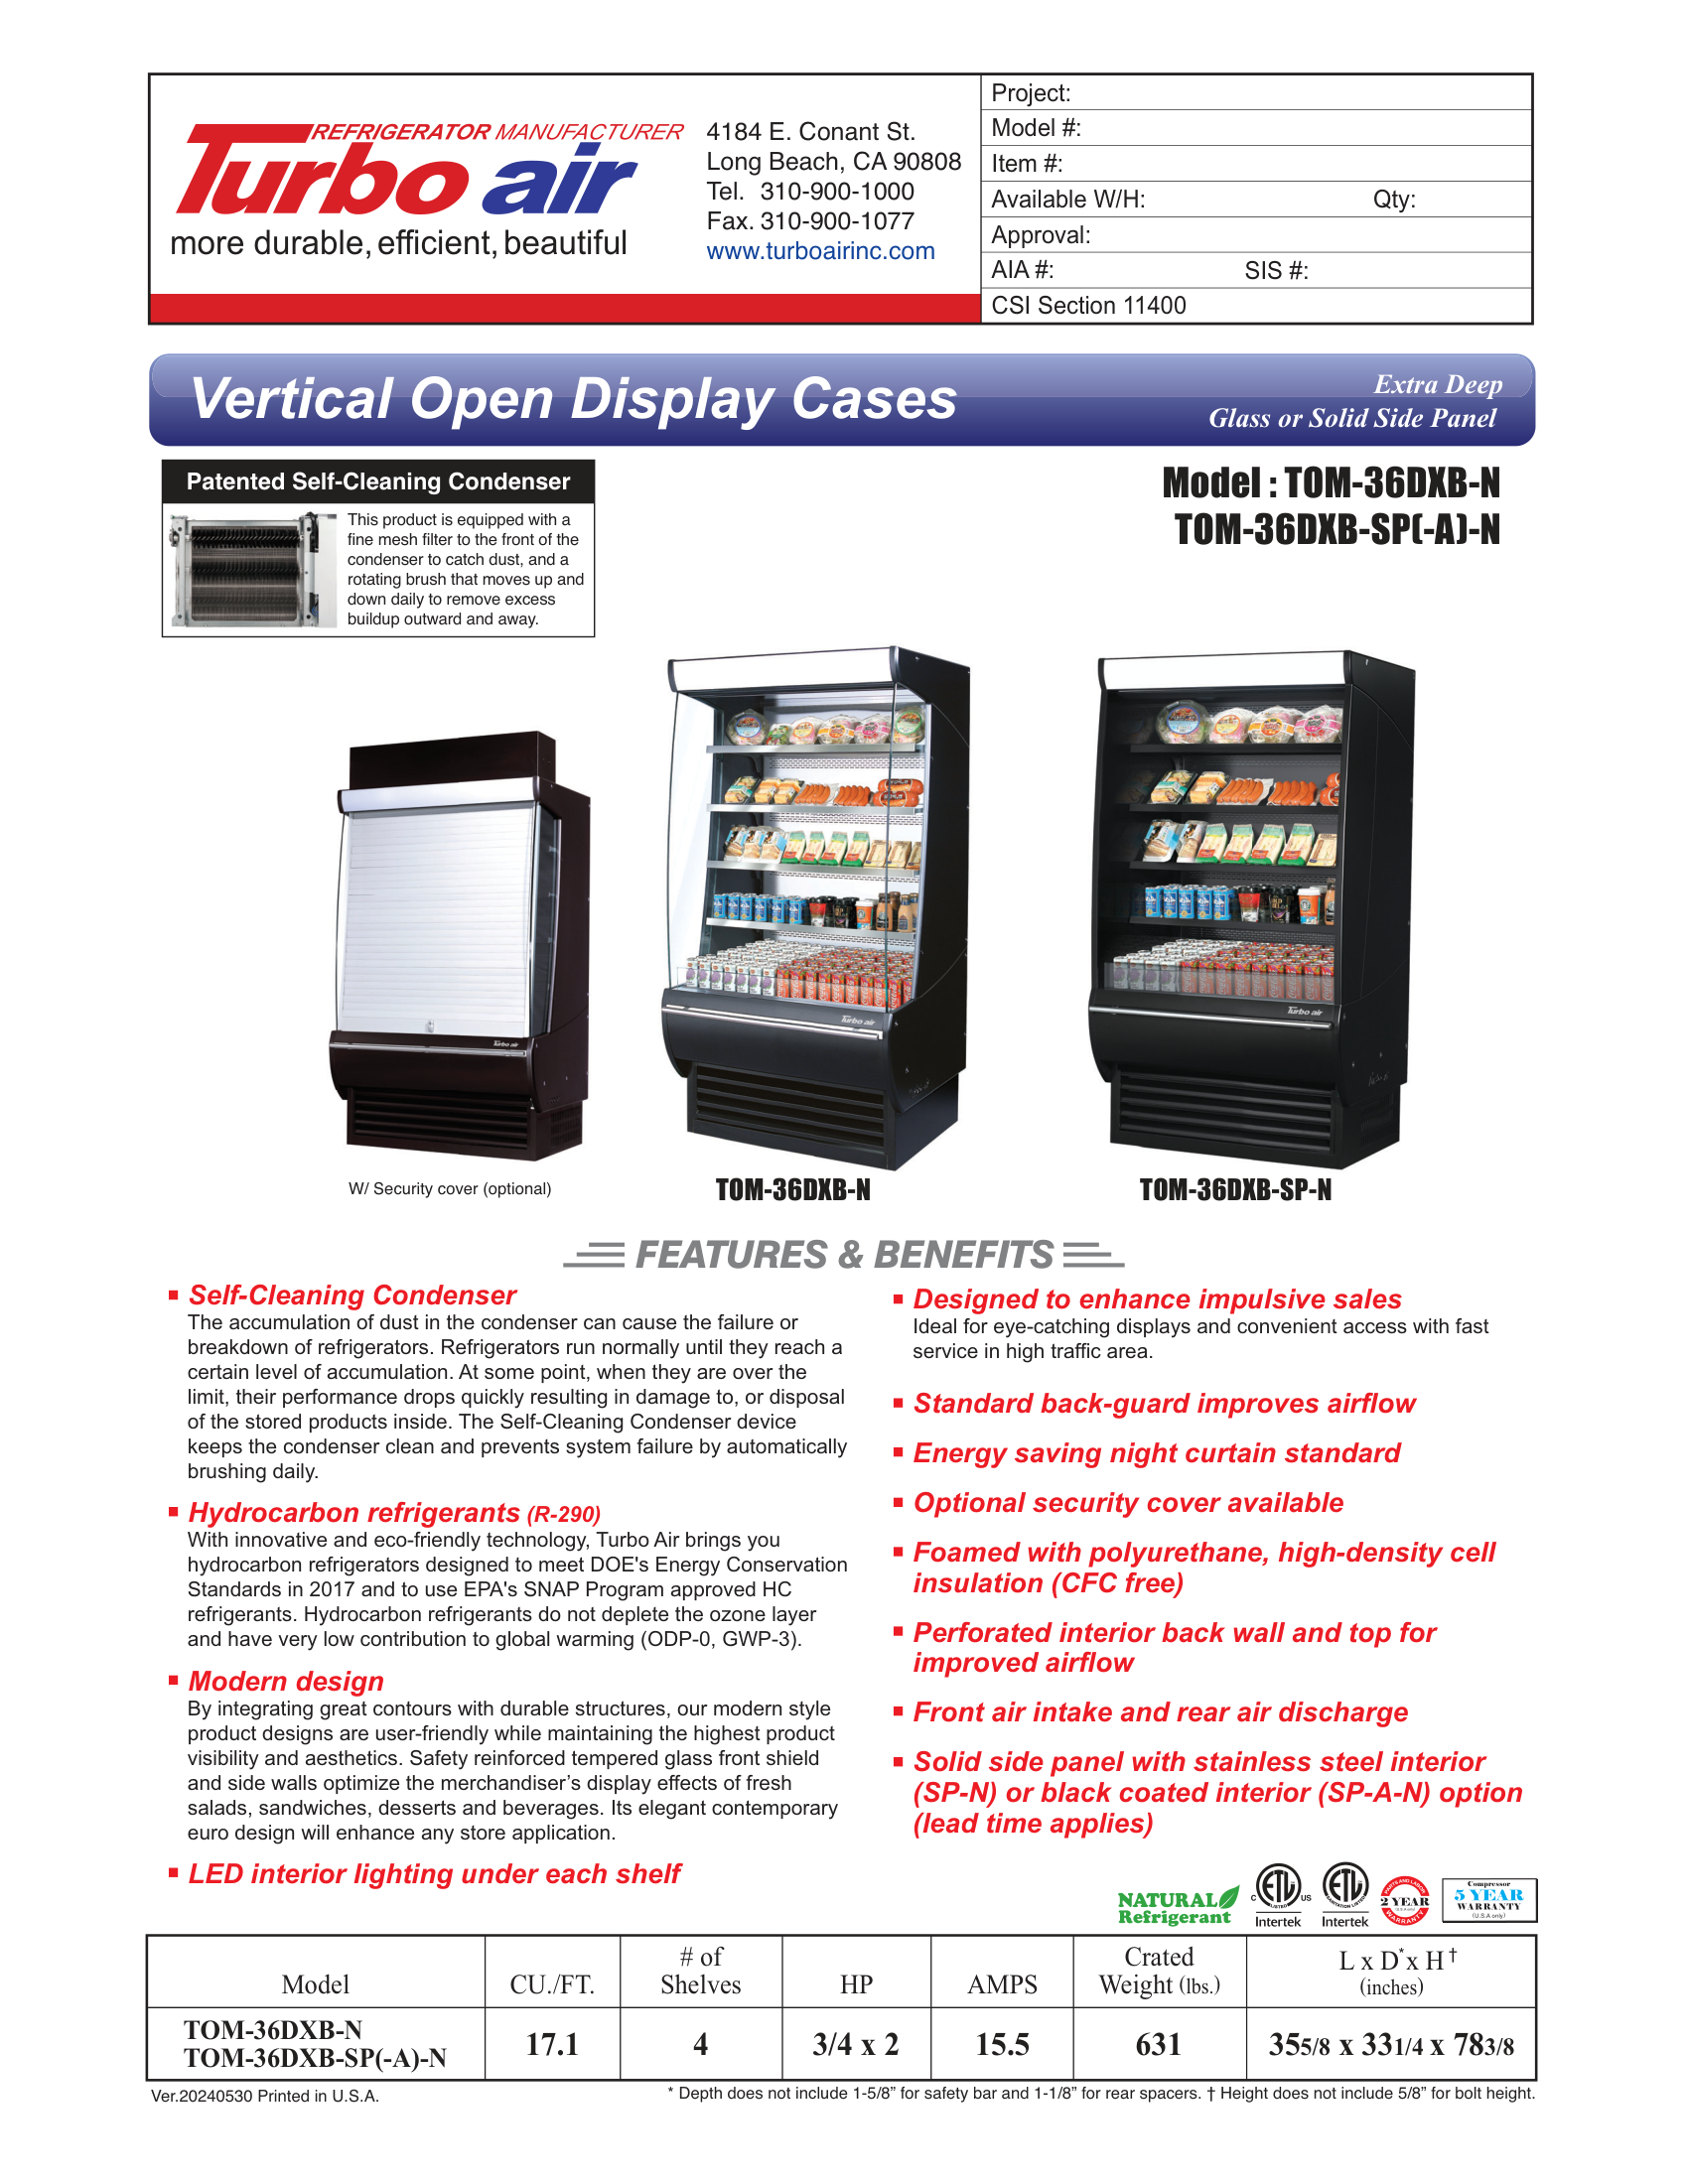 REFRIGERATOR MANUFACTURER
Turbo air
more durable, efficient, beautiful
4184 E. Conant St.
Long Beach, CA 90808
Tel. 310-900-1000
Fax. 310-900-1077
www.turboairinc.com
Project:
Model #:
Item #:
Available W/H: Qty:
Approval:
AIA #: SIS #:
CSI Section 11400
Vertical Open Display Cases
Extra Deep
Glass or Solid Side Panel
Patented Self-Cleaning Condenser
This product is equipped with a
fine mesh filter to the front of the
condenser to catch dust, and a
rotating brush that moves up and
down daily to remove excess
buildup outward and away.
Model : TOM-36DXB-N
TOM-36DXB-SP(-A)-N
Turbo air
Turbo air
Turbo air
W/ Security cover (optional)
TOM-36DXB-N
TOM-36DXB-SP-N
FEATURES & BENEFITS
▪ Self-Cleaning Condenser
The accumulation of dust in the condenser can cause the failure or
breakdown of refrigerators. Refrigerators run normally until they reach a
certain level of accumulation. At some point, when they are over the
limit, their performance drops quickly resulting in damage to, or disposal
of the stored products inside. The Self-Cleaning Condenser device
keeps the condenser clean and prevents system failure by automatically
brushing daily.
▪ Hydrocarbon refrigerants (R-290)
With innovative and eco-friendly technology, Turbo Air brings you
hydrocarbon refrigerators designed to meet DOE's Energy Conservation
Standards in 2017 and to use EPA's SNAP Program approved HC
refrigerants. Hydrocarbon refrigerants do not deplete the ozone layer
and have very low contribution to global warming (ODP-0, GWP-3).
▪ Modern design
By integrating great contours with durable structures, our modern style
product designs are user-friendly while maintaining the highest product
visibility and aesthetics. Safety reinforced tempered glass front shield
and side walls optimize the merchandiser’s display effects of fresh
salads, sandwiches, desserts and beverages. Its elegant contemporary
euro design will enhance any store application.
▪ LED interior lighting under each shelf
▪ Designed to enhance impulsive sales
Ideal for eye-catching displays and convenient access with fast
service in high traffic area.
▪ Standard back-guard improves airflow
▪ Energy saving night curtain standard
▪ Optional security cover available
▪ Foamed with polyurethane, high-density cell
insulation (CFC free)
▪ Perforated interior back wall and top for
improved airflow
▪ Front air intake and rear air discharge
▪ Solid side panel with stainless steel interior
(SP-N) or black coated interior (SP-A-N) option
(lead time applies)
NATURAL
Refrigerant
C ETL US
LISTED
Intertek
ETL
Intertek
PARTS AND LABOR
2 YEAR
WARRANTY
Compressor
5 YEAR
WARRANTY
(U.S.A only)
Model CU./FT. # of Shelves HP AMPS Crated Weight (lbs.) L x D* x H† (inches)
TOM-36DXB-N
TOM-36DXB-SP(-A)-N 17.1 4 3/4 x 2 15.5 631 355/8 x 331/4 x 783/8
Ver.20240530 Printed in U.S.A.
* Depth does not include 1-5/8” for safety bar and 1-1/8” for rear spacers. † Height does not include 5/8” for bolt height.